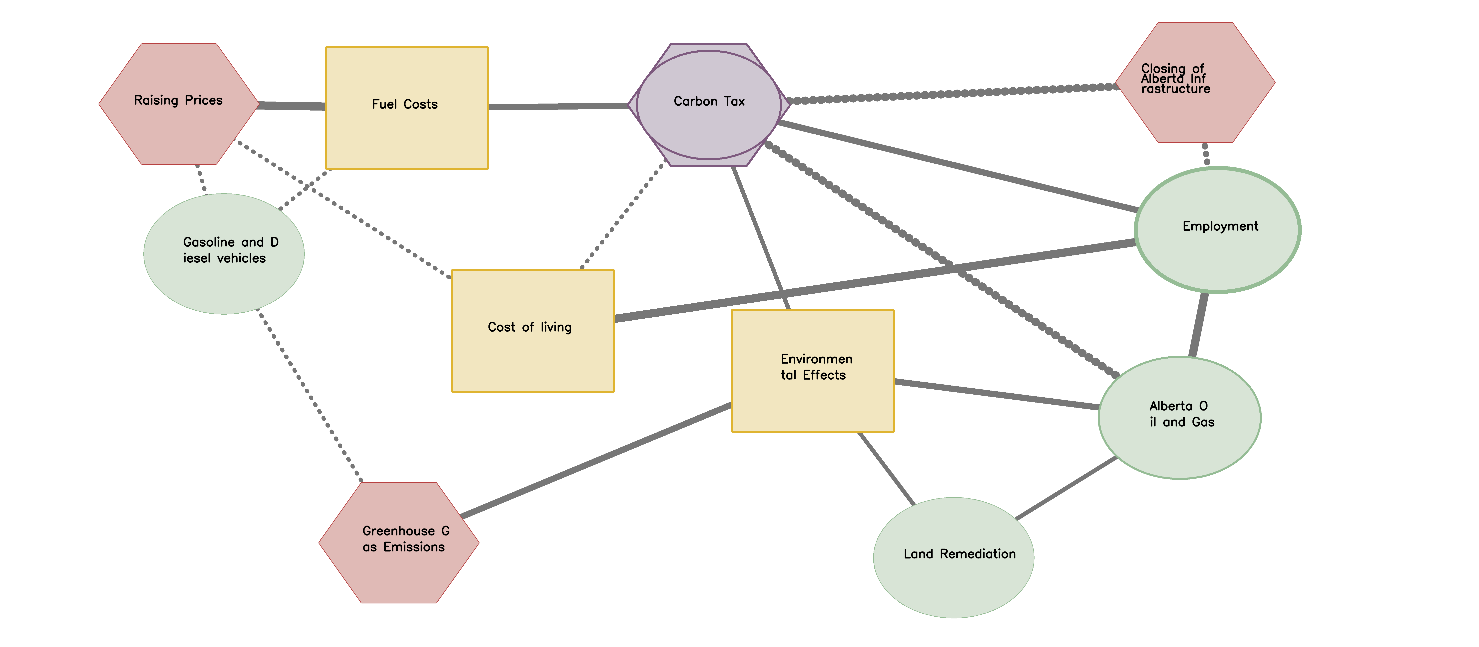 Raising Prices
Fuel Costs
Carbon Tax
Closing of
Alberta Inf
rastructure
Gasoline and D
iesel vehicles
Employment
Cost of living
Environmen
tal Effects
Alberta O
il and Gas
Greenhouse G
as Emissions
Land Remediation